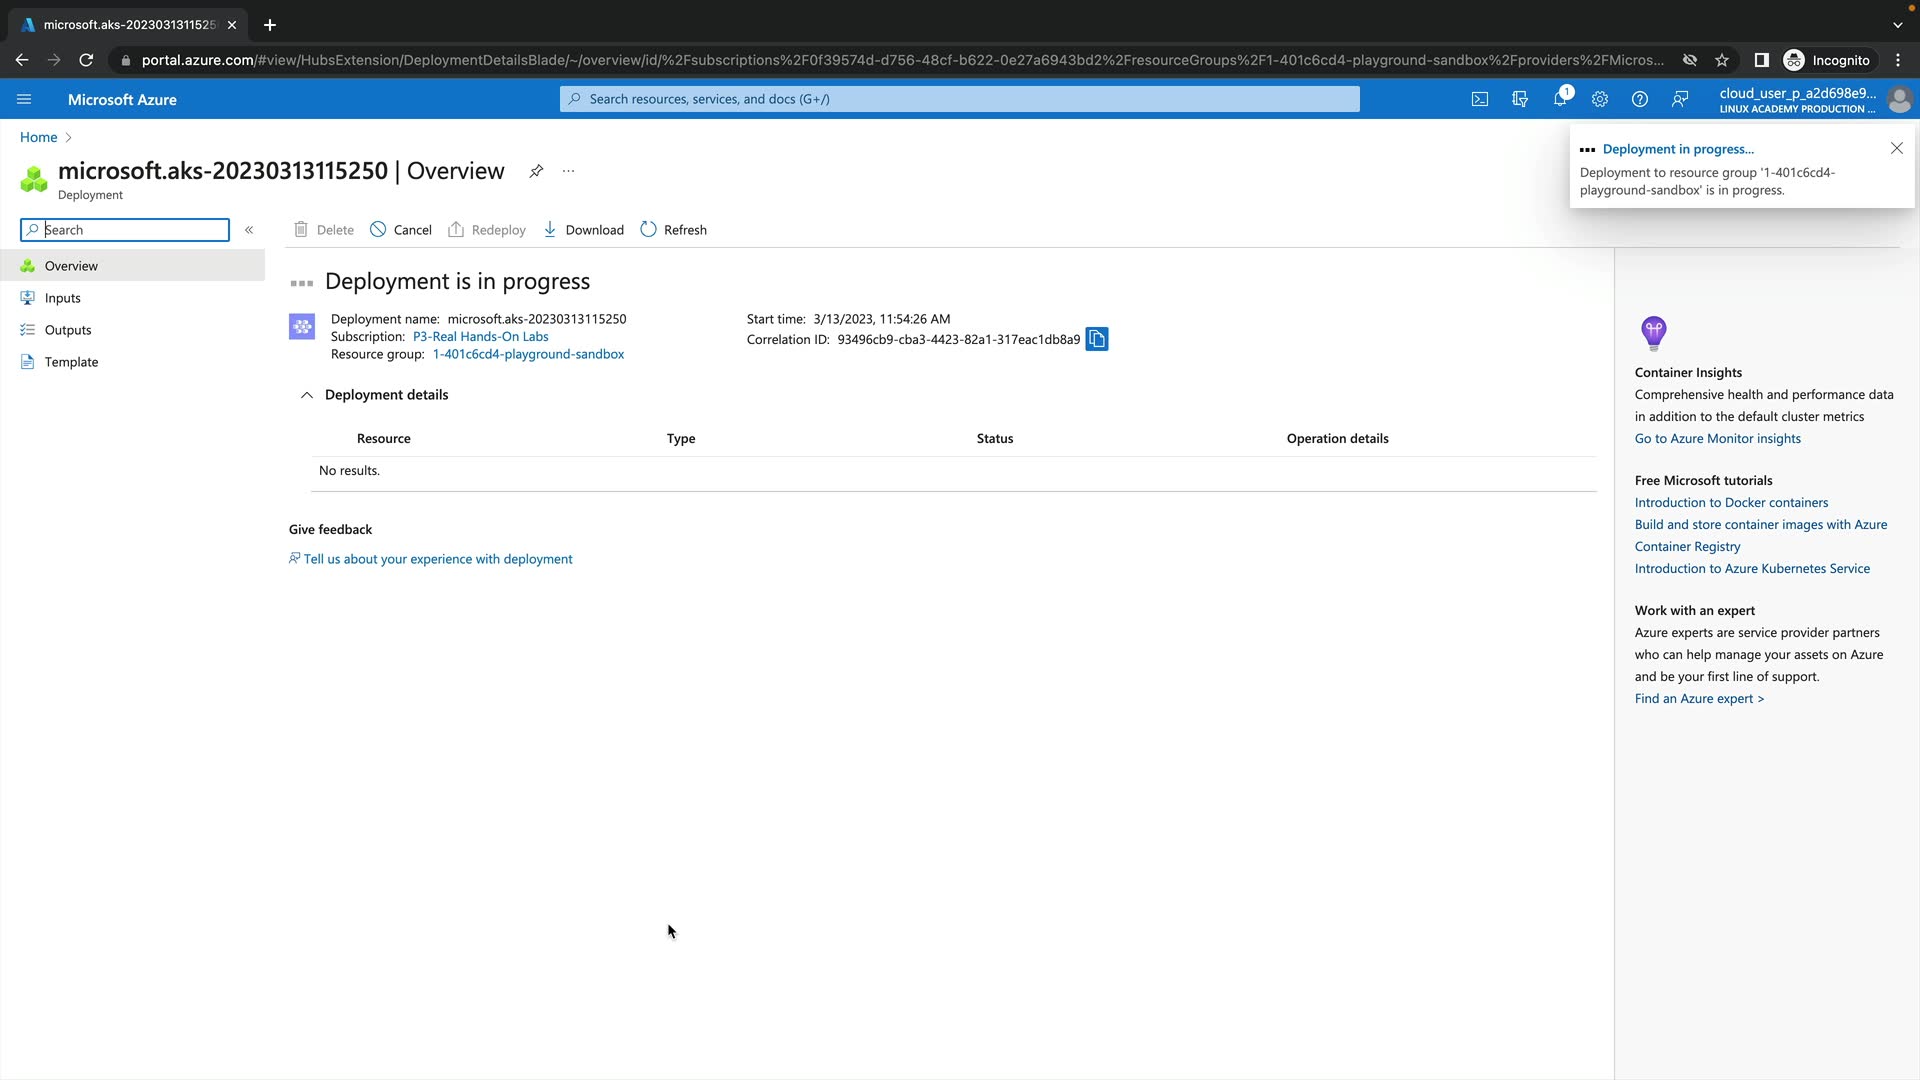 microsoft.aks-2023031311525
portal.azure.com/#view/HubsExtension/DeploymentDetailsBlade/~/overview/id/%2Fsubscriptions%2F0f39574d-d756-48cf-b622-0e27a6943bd2%2FresourceGroups%2F1-401c6cd4-playground-sandbox%2Fproviders%2FMicros...
Incognito
Microsoft Azure
Search resources, services, and docs (G+/)
1
cloud_user_p_a2d698e9...
LINUX ACADEMY PRODUCTION ...
Home
Deployment in progress...
Deployment to resource group '1-401c6cd4-
playground-sandbox' is in progress.
microsoft.aks-20230313115250 | Overview
Deployment
Search
Delete
Cancel
Redeploy
Download
Refresh
Overview
Inputs
Outputs
Template
Deployment is in progress
Deployment name: microsoft.aks-20230313115250
Subscription: P3-Real Hands-On Labs
Resource group: 1-401c6cd4-playground-sandbox
Start time: 3/13/2023, 11:54:26 AM
Correlation ID: 93496cb9-cba3-4423-82a1-317eac1db8a9
Deployment details
Resource Type Status Operation details
No results.
Give feedback
Tell us about your experience with deployment
Container Insights
Comprehensive health and performance data
in addition to the default cluster metrics
Go to Azure Monitor insights
Free Microsoft tutorials
Introduction to Docker containers
Build and store container images with Azure
Container Registry
Introduction to Azure Kubernetes Service
Work with an expert
Azure experts are service provider partners
who can help manage your assets on Azure
and be your first line of support.
Find an Azure expert >